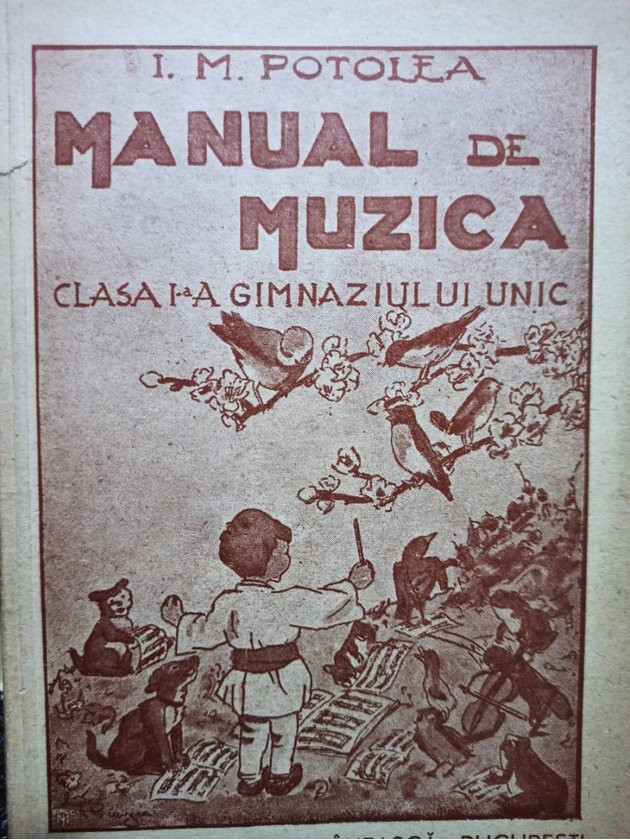 I. M. POTOLEA
MANUAL DE
MUZICA
CLASA I-a A GIMNAZIULUI UNIC
BUCUREȘTI